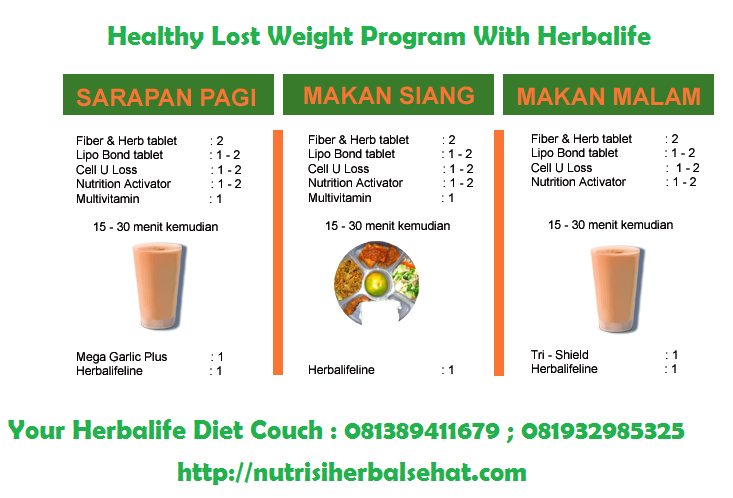 Healthy Lost Weight Program With Herbalife
SARAPAN PAGI
Fiber & Herb tablet : 2
Lipo Bond tablet : 1 - 2
Cell U Loss : 1 - 2
Nutrition Activator : 1 - 2
Multivitamin : 1
15 - 30 menit kemudian
Mega Garlic Plus : 1
Herbalifeline : 1
MAKAN SIANG
Fiber & Herb tablet : 2
Lipo Bond tablet : 1 - 2
Cell U Loss : 1 - 2
Nutrition Activator : 1 - 2
Multivitamin : 1
15 - 30 menit kemudian
Herbalifeline : 1
MAKAN MALAM
Fiber & Herb tablet : 2
Lipo Bond tablet : 1 - 2
Cell U Loss : 1 - 2
Nutrition Activator : 1 - 2
15 - 30 menit kemudian
Tri - Shield : 1
Herbalifeline : 1
Your Herbalife Diet Couch : 081389411679 ; 081932985325
http://nutrisiherbalsehat.com